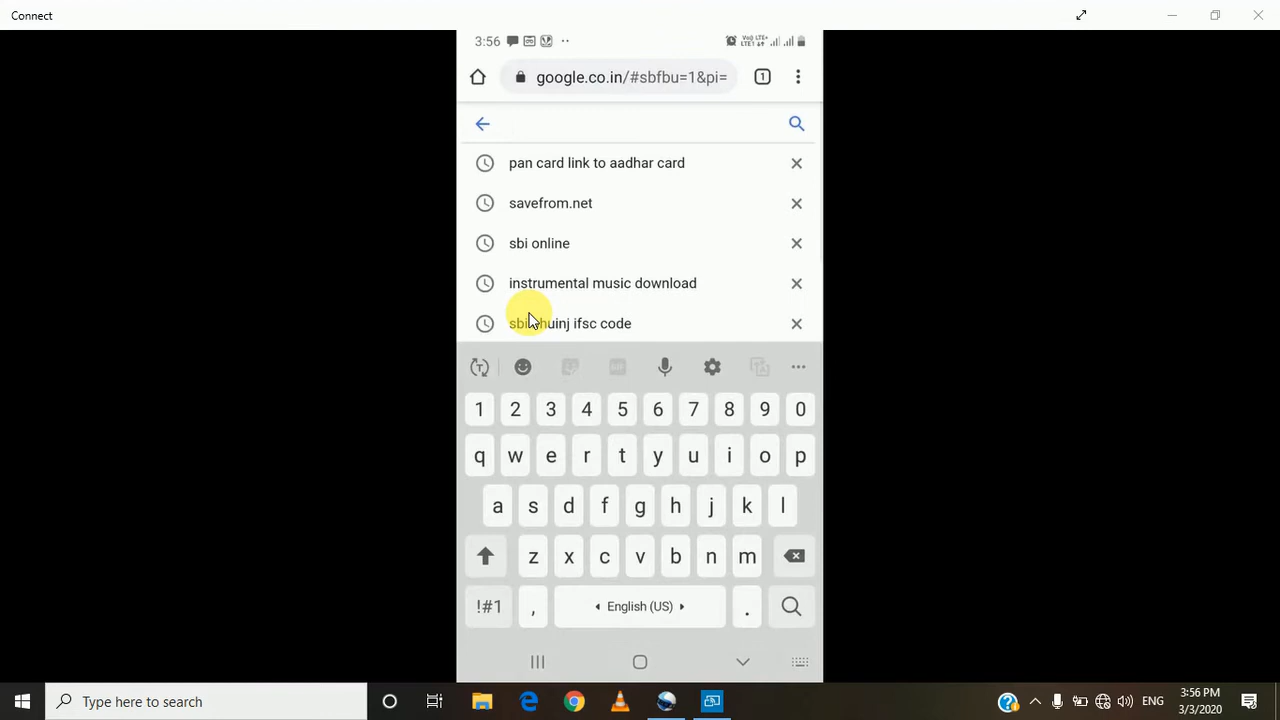 Connect
3:56
google.co.in/#sbfbu=1&pi=
1
pan card link to aadhar card
savefrom.net
sbi online
instrumental music download
ifsc code
1 2 3 4 5 6 7 8 9 0
q w e r t y u i o p
a s d f g h j k l
z x c v b n m
!#1 , English (US) .
Type here to search
ENG
3:56 PM
3/3/2020